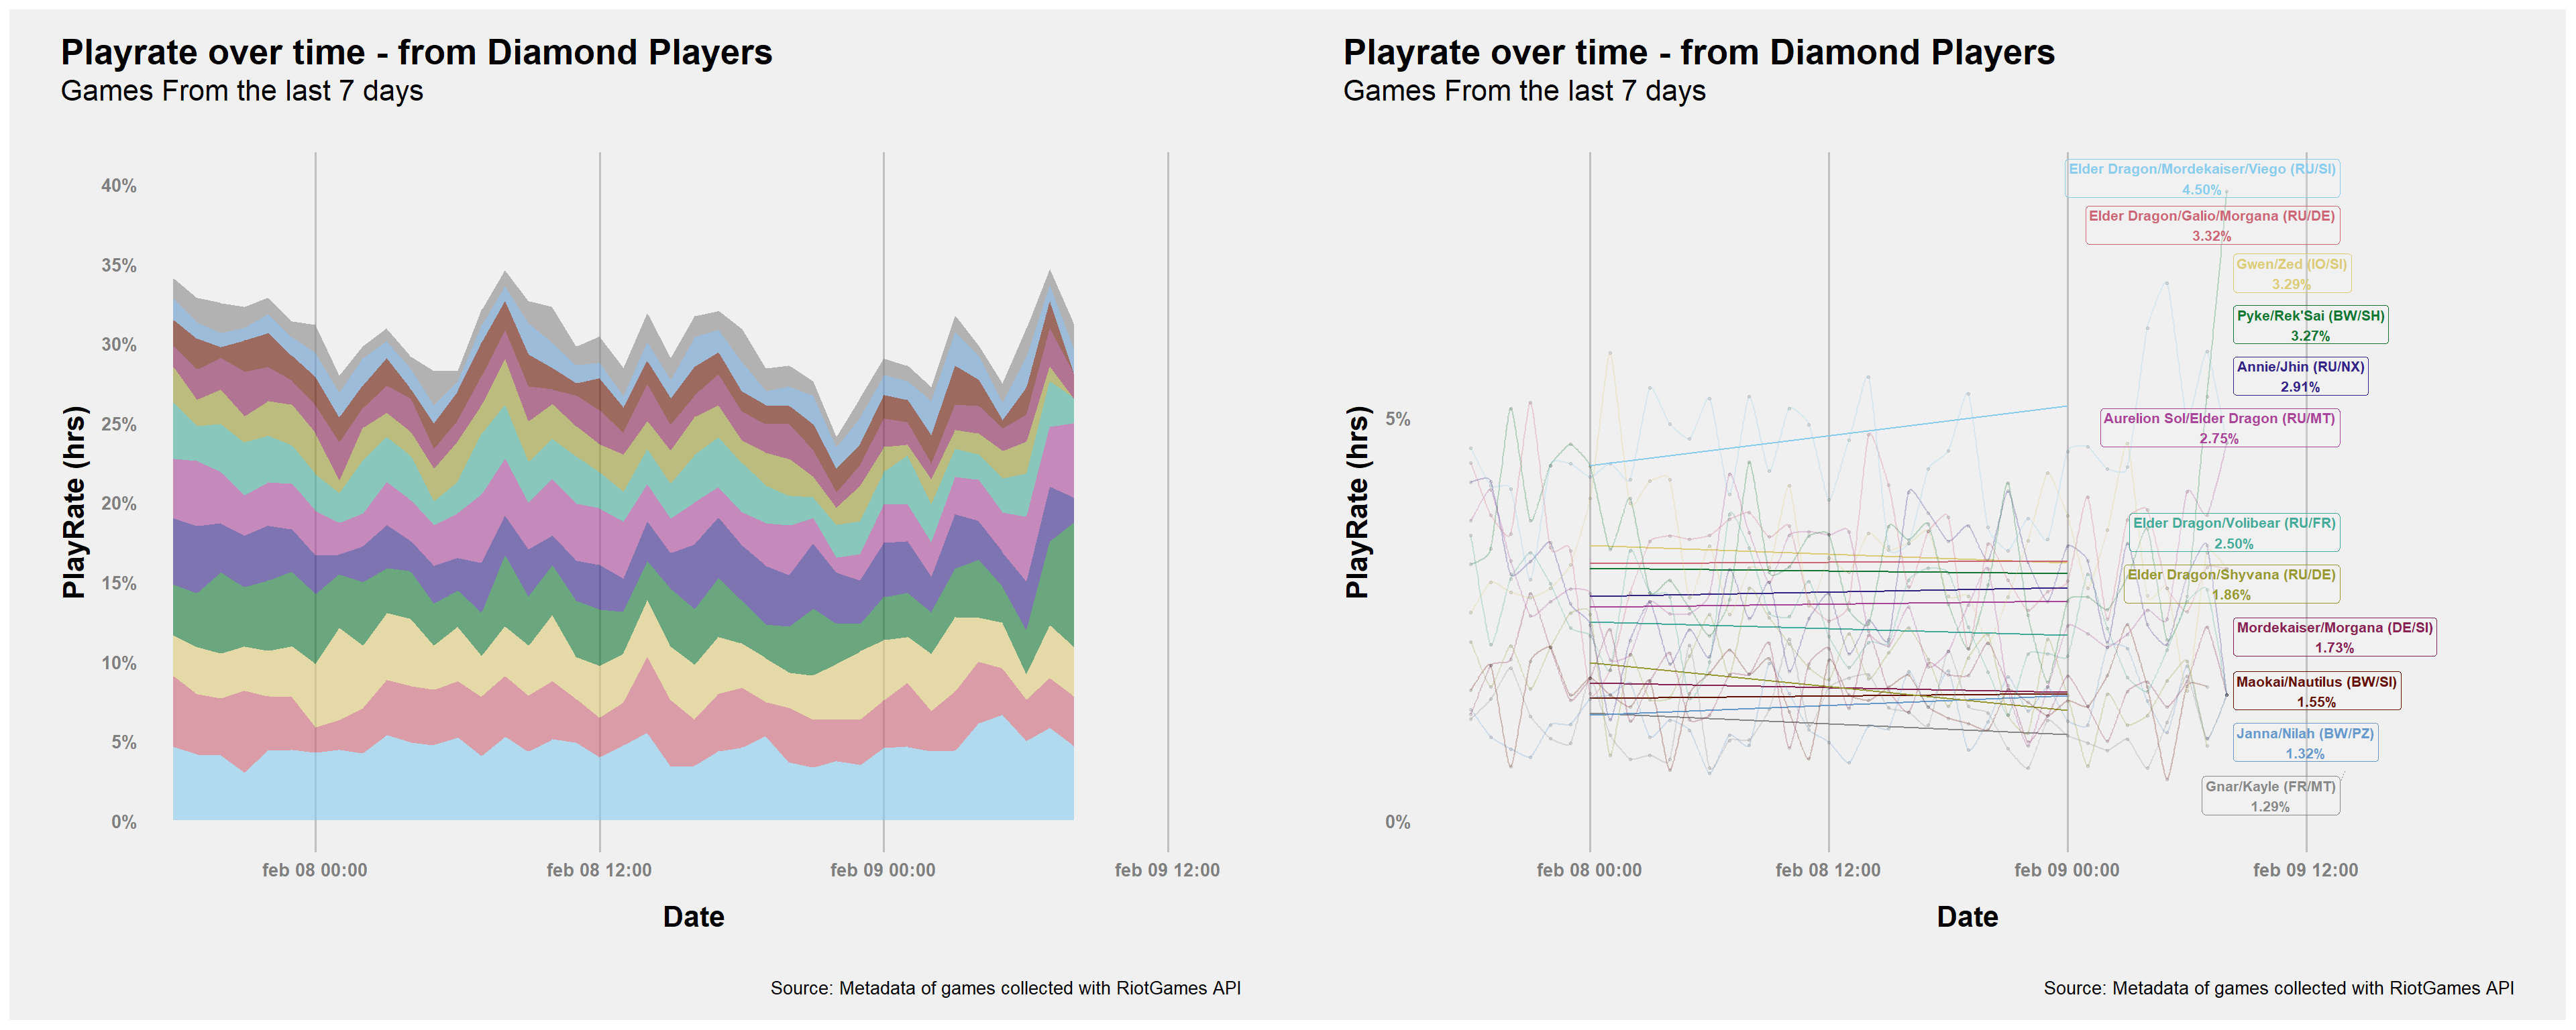 Playrate over time - from Diamond Players
Games From the last 7 days
PlayRate (hrs)
40%
35%
30%
25%
20%
15%
10%
5%
0%
feb 08 00:00
feb 08 12:00
feb 09 00:00
feb 09 12:00
Date
Source: Metadata of games collected with RiotGames API
Playrate over time - from Diamond Players
Games From the last 7 days
PlayRate (hrs)
5%
0%
Elder Dragon/Mordekaiser/Viego (RU/SI)
4.50%
Elder Dragon/Galio/Morgana (RU/DE)
3.32%
Gwen/Zed (IO/SI)
3.29%
Pyke/Rek'Sai (BW/SH)
3.27%
Annie/Jhin (RU/NX)
2.91%
Aurelion Sol/Elder Dragon (RU/MT)
2.75%
Elder Dragon/Volibear (RU/FR)
2.50%
Elder Dragon/Shyvana (RU/DE)
1.86%
Mordekaiser/Morgana (DE/SI)
1.73%
Maokai/Nautilus (BW/SI)
1.55%
Janna/Nilah (BW/PZ)
1.32%
Gnar/Kayle (FR/MT)
1.29%
feb 08 00:00
feb 08 12:00
feb 09 00:00
feb 09 12:00
Date
Source: Metadata of games collected with RiotGames API